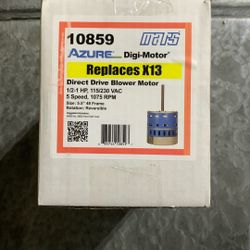 10859 mars
AZURE Digi-Motor®
Replaces X13
Direct Drive Blower Motor
1/2-1 HP, 115/230 VAC
5 Speed, 1075 RPM
Size: 5.5" 48 Frame
Rotation: Reversible